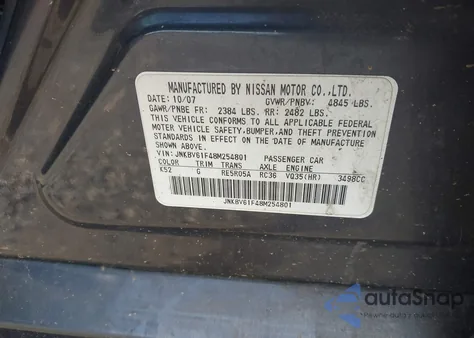 MANUFACTURED BY NISSAN MOTOR CO.,LTD.
DATE: 10/07 GVWR/PNBV: 4845 LBS.
GAWR/PNBE FR: 2384 LBS. RR: 2482 LBS.
THIS VEHICLE CONFORMS TO ALL APPLICABLE FEDERAL
MOTOR VEHICLE SAFETY, BUMPER, AND THEFT PREVENTION
STANDARDS IN EFFECT ON THE DATE OF MANUFACTURE
SHOWN ABOVE.
VIN: JNKBV61F48M254801 PASSENGER CAR
COLOR TRIM TRANS AXLE ENGINE
K52 G RE5R05A RC36 VQ35(HR) 3498CC
JNKBV61F48M254801
autoSnap